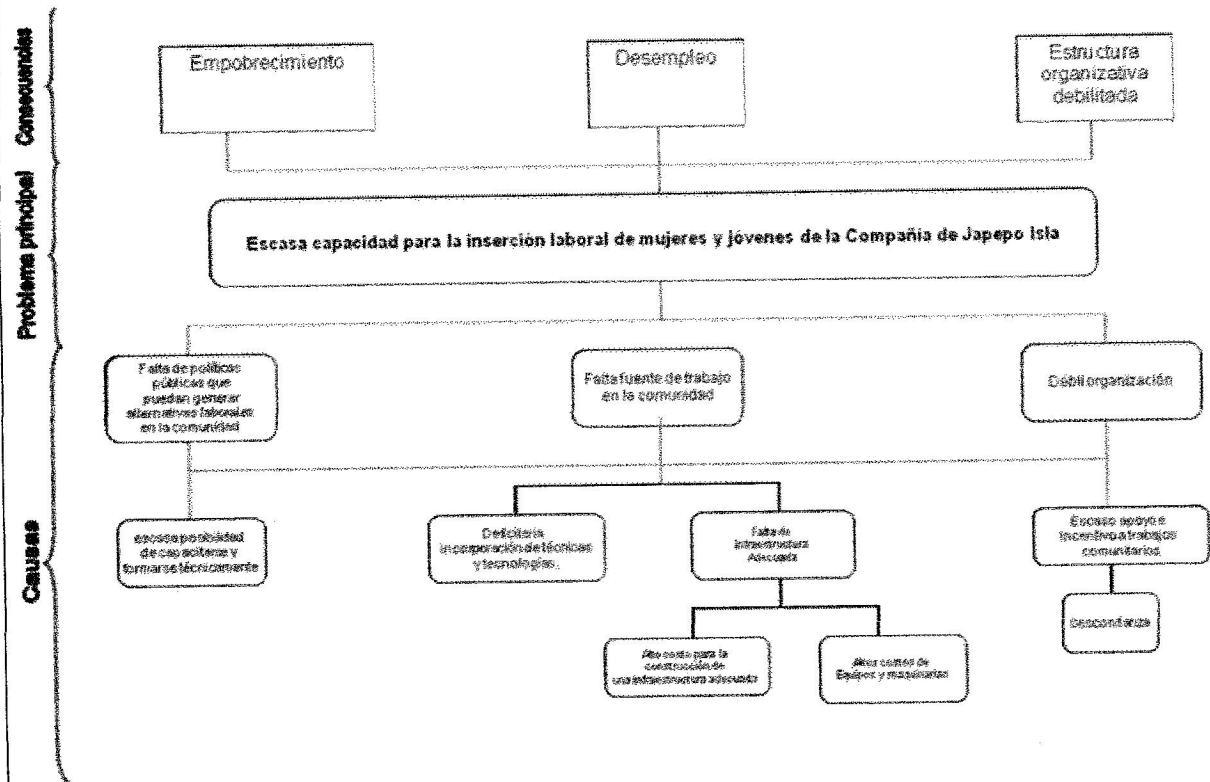 Consecuencias
Empobrecimiento
Desempleo
Estructura
organizativa
debilitada
Problema principal
Escasa capacidad para la inserción laboral de mujeres y jóvenes de la Compañía de Japepo Isla
Causas
Falta de políticas
públicas que
puedan generar
alternativas laborales
en la comunidad
Falta fuente de trabajo
en la comunidad
Débil organización
escasa posibilidad
de capacitarse y
formarse técnicamente
Deficitaria
incorporación de técnicas
y tecnologías.
Falta de
Infraestructura
Adecuada
Escaso apoyo e
incentivo a trabajos
comunitarios
Alto costo para la
construcción de
una infraestructura adecuada
Altos costos de
Equipos y maquinarias
Desconfianza